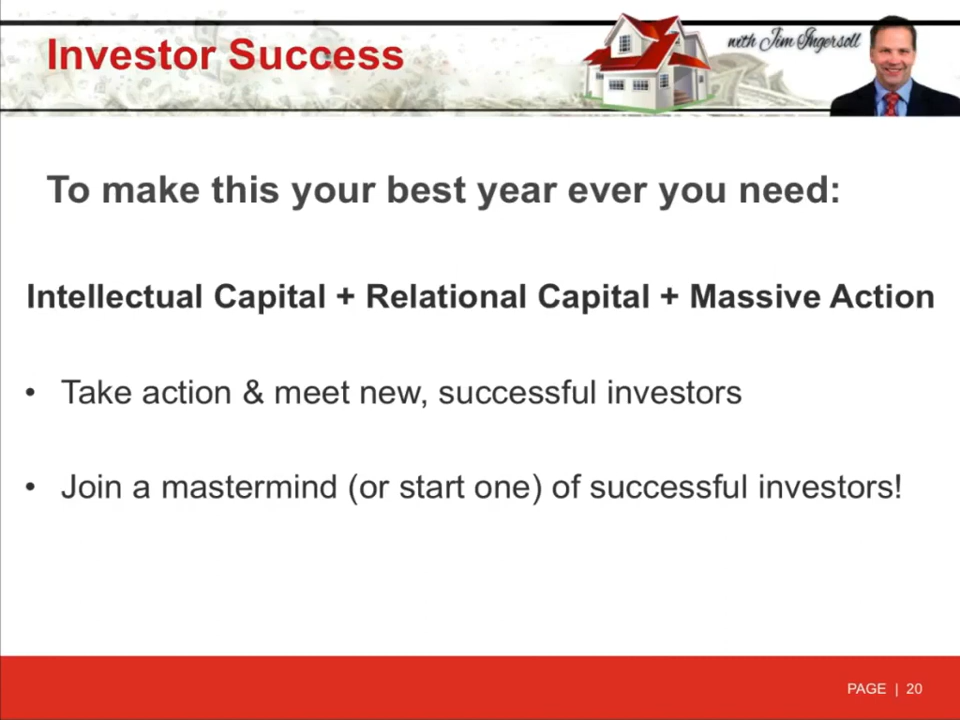 Investor Success
with Jim Ingersoll
To make this your best year ever you need:
Intellectual Capital + Relational Capital + Massive Action
• Take action & meet new, successful investors
• Join a mastermind (or start one) of successful investors!
PAGE | 20